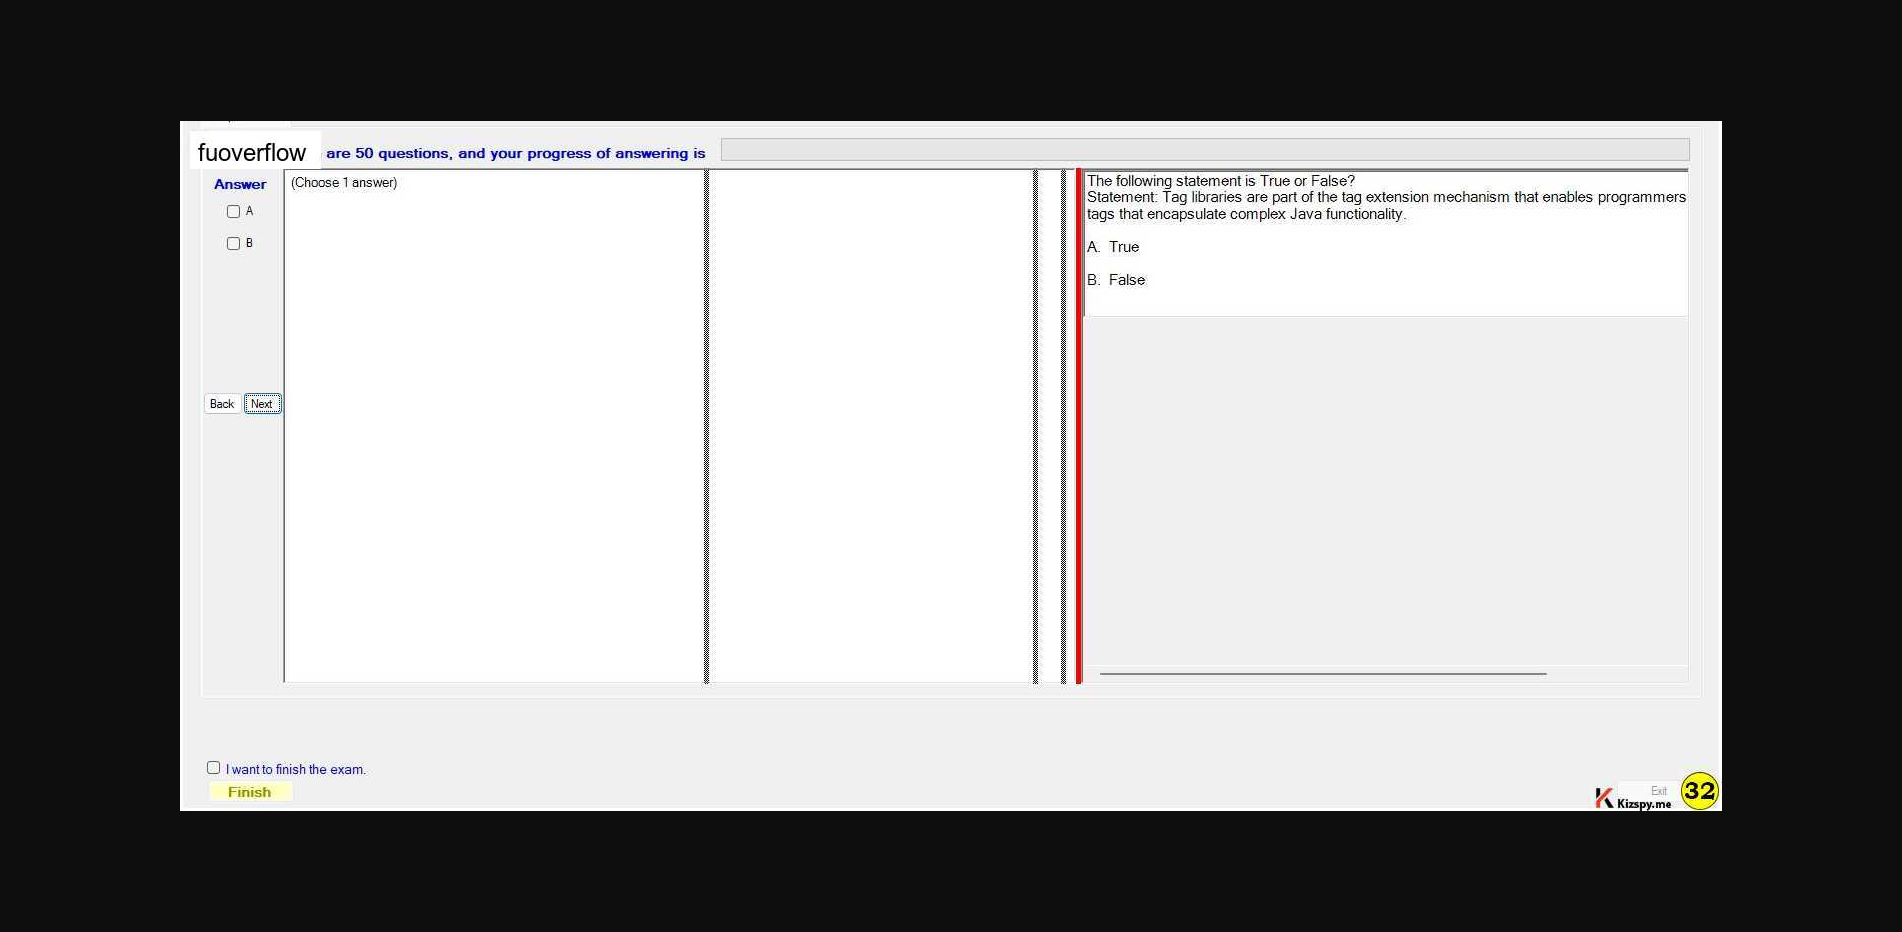 fuoverflow are 50 questions, and your progress of answering is
Answer
A
B
Back Next
(Choose 1 answer)
The following statement is True or False?
Statement: Tag libraries are part of the tag extension mechanism that enables programmers
tags that encapsulate complex Java functionality.
A. True
B. False
I want to finish the exam.
Finish
Exit
Kizspy.me
32